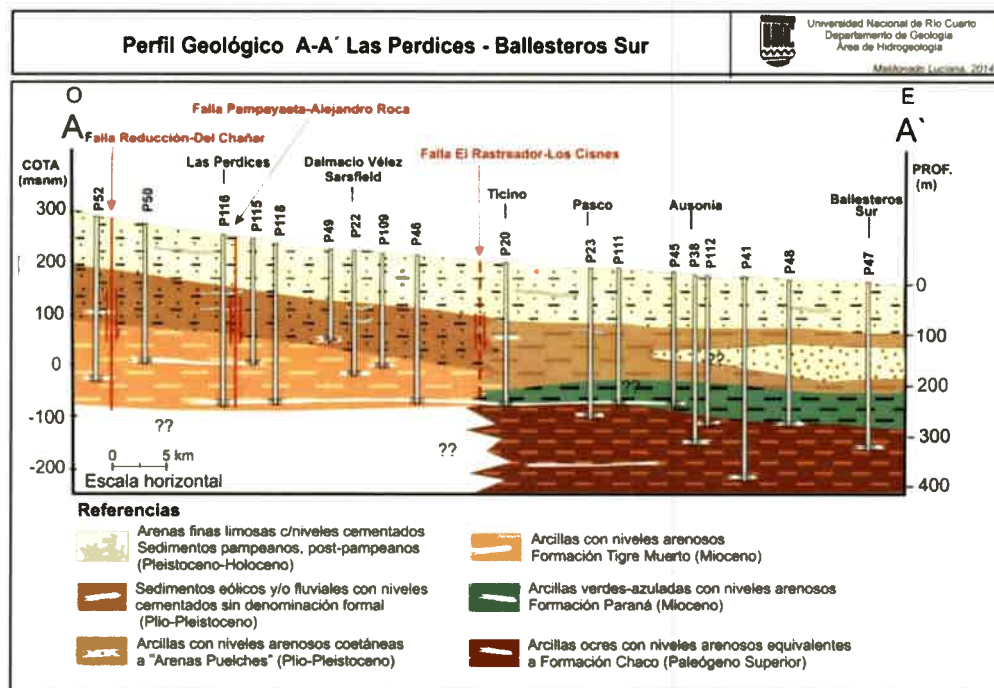 Perfil Geológico A-A´ Las Perdices - Ballesteros Sur
Universidad Nacional de Río Cuarto
Departamento de Geología
Área de Hidrogeología
Maldonado Luciana, 2014
O
E
A
A`
Falla Pampayasta-Alejandro Roca
Falla Reducción-Del Chañar
Falla El Rastreador-Los Cisnes
COTA
(msnm)
PROF.
(m)
Las Perdices
Dalmacio Vélez
Sarsfield
Ticino
Pasco
Ausonia
Ballesteros
Sur
P52
P50
P116
P115
P118
P49
P22
P109
P46
P20
P23
P111
P45
P38
P112
P41
P48
P47
300
200
100
0
-100
-200
0
100
200
300
400
??
??
??
??
0 5 km
Escala horizontal
Referencias
Arenas finas limosas c/niveles cementados
Sedimentos pampeanos, post-pampeanos
(Pleistoceno-Holoceno)
Sedimentos eólicos y/o fluviales con niveles
cementados sin denominación formal
(Plio-Pleistoceno)
Arcillas con niveles arenosos coetáneas
a "Arenas Puelches" (Plio-Pleistoceno)
Arcillas con niveles arenosos
Formación Tigre Muerto (Mioceno)
Arcillas verdes-azuladas con niveles arenosos
Formación Paraná (Mioceno)
Arcillas ocres con niveles arenosos equivalentes
a Formación Chaco (Paleógeno Superior)